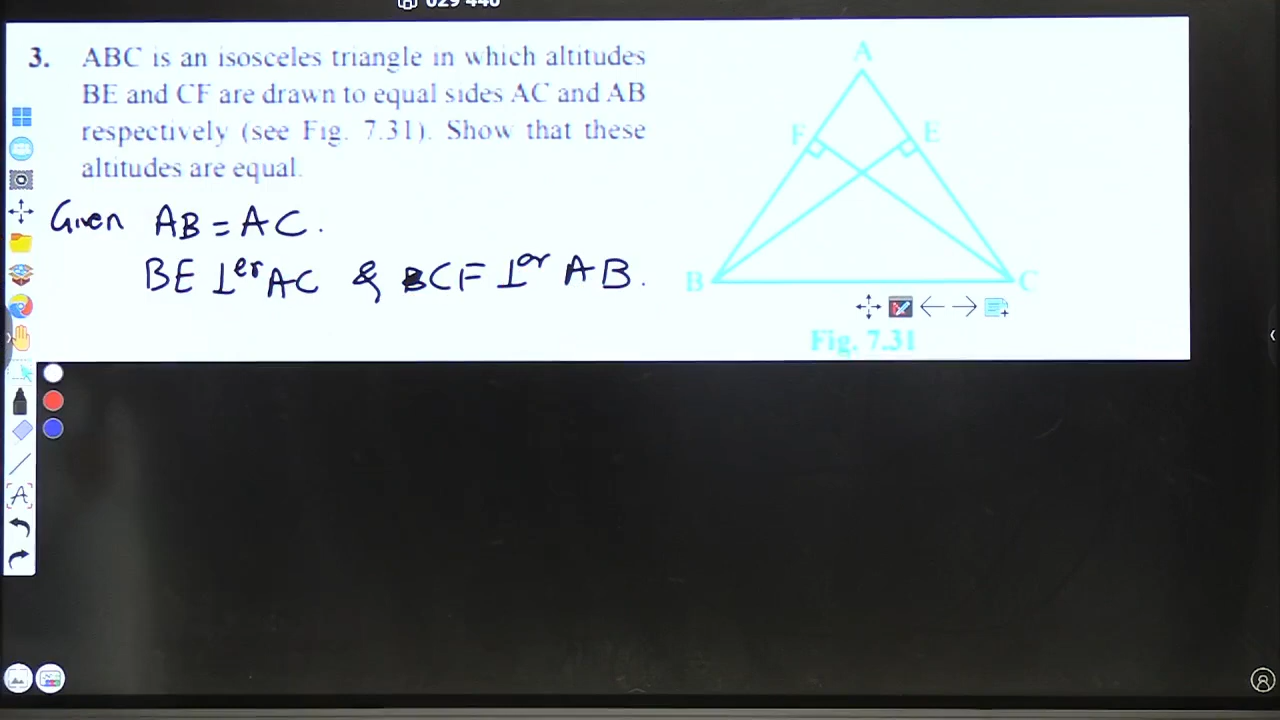 3. ABC is an isosceles triangle in which altitudes
BE and CF are drawn to equal sides AC and AB
respectively (see Fig. 7.31). Show that these
altitudes are equal.
Given AB = AC.
BE ⊥er AC & CF ⊥ar AB.
A
F
E
B
C
Fig. 7.31